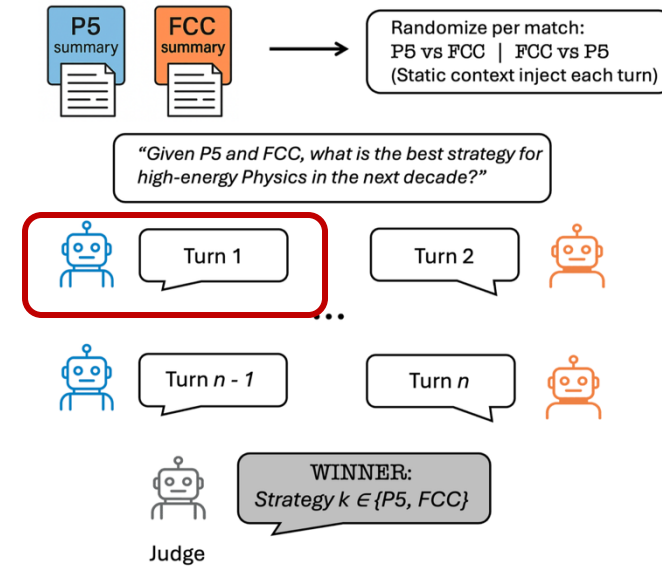 P5
summary
FCC
summary
Randomize per match:
P5 vs FCC | FCC vs P5
(Static context inject each turn)
“Given P5 and FCC, what is the best strategy for
high-energy Physics in the next decade?”
Turn 1
Turn 2
...
Turn n - 1
Turn n
WINNER:
Strategy k ∈ {P5, FCC}
Judge